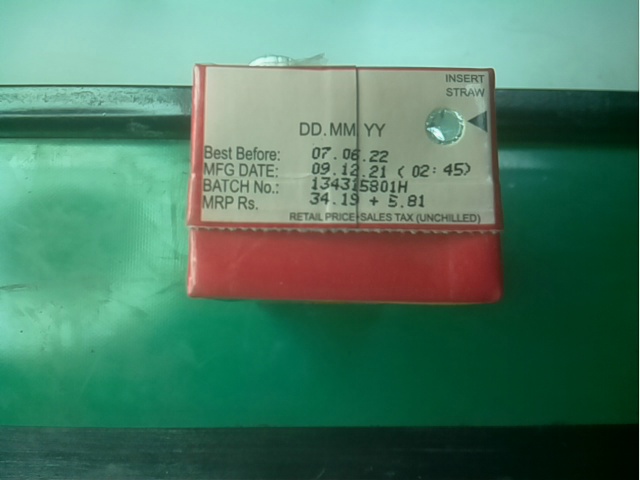 INSERT
STRAW
DD.MM.YY
Best Before: 07.06.22
MFG DATE: 09.12.21 ( 02:45)
BATCH No.: 134315801H
MRP Rs. 34.19 + 5.81
RETAIL PRICE+SALES TAX (UNCHILLED)